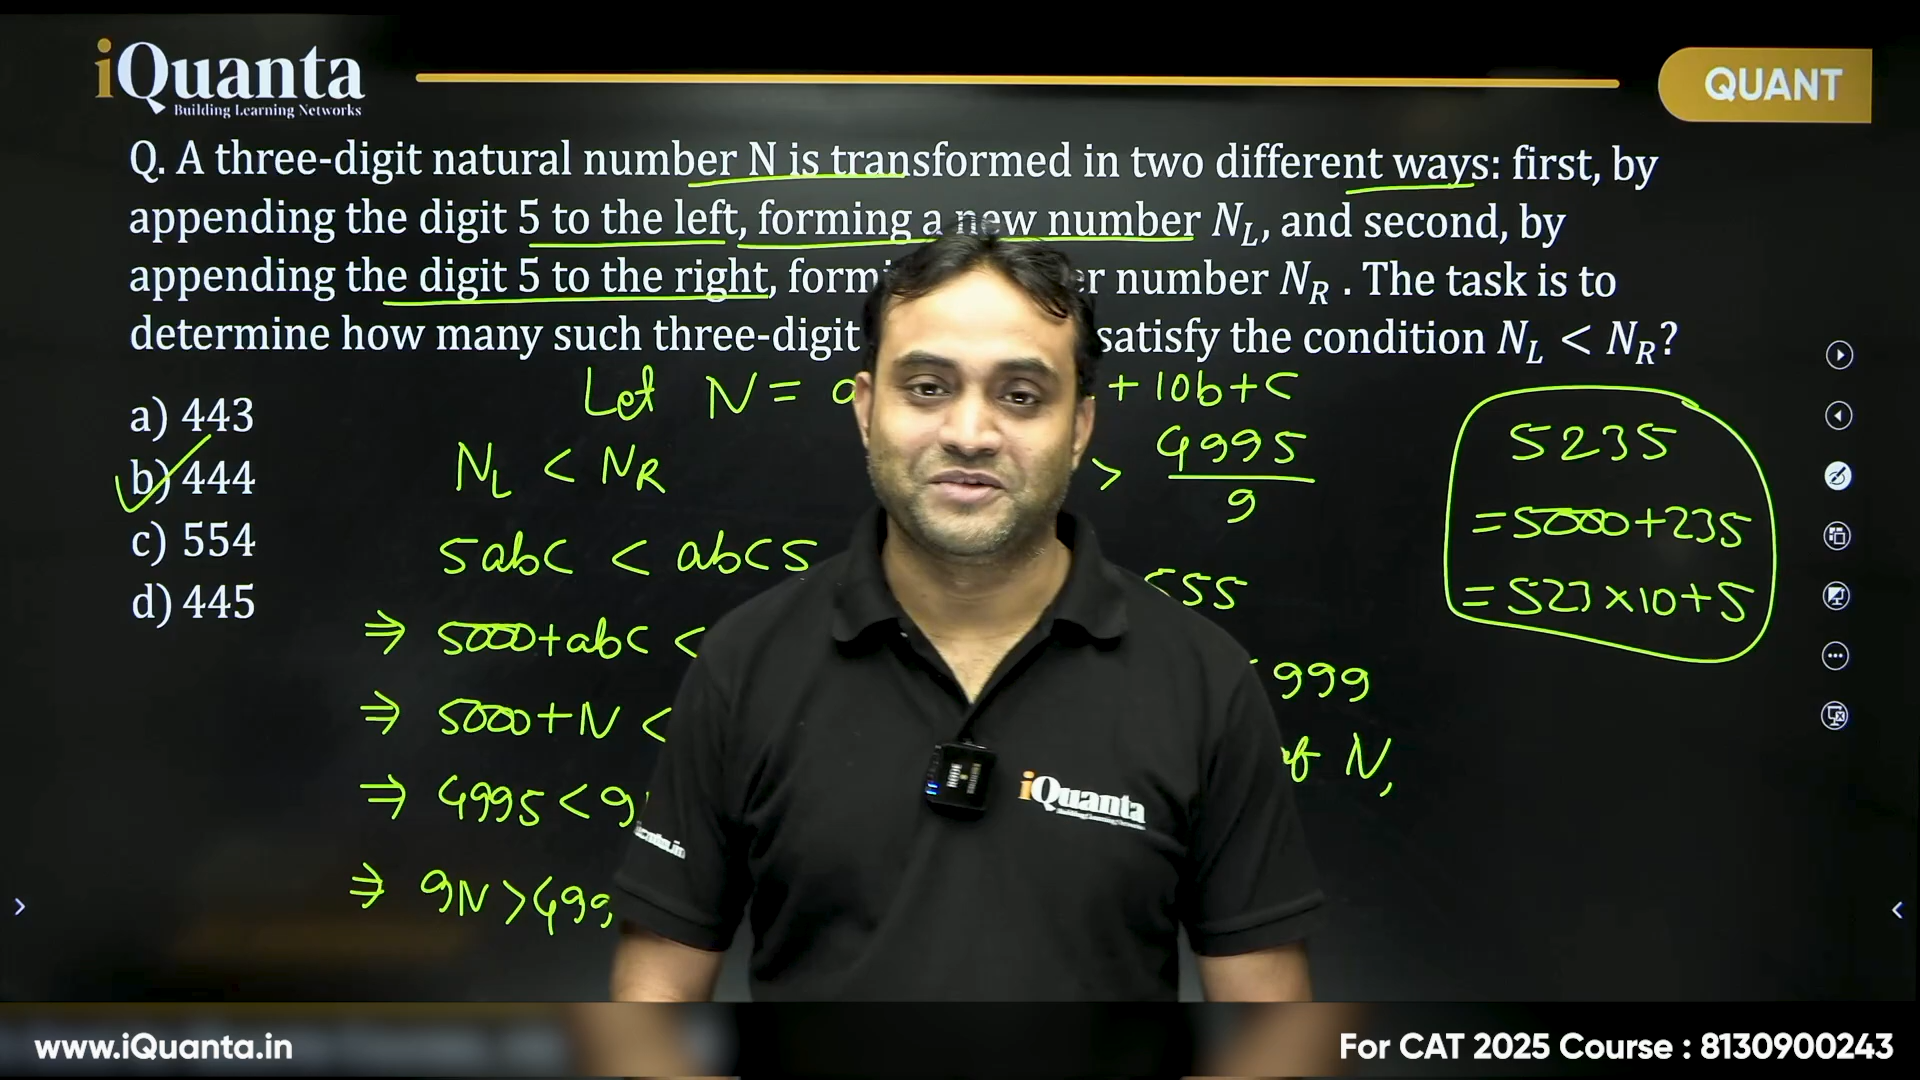 iQuanta
Building Learning Networks
QUANT
Q. A three-digit natural number N is transformed in two different ways: first, by
appending the digit 5 to the left, forming a new number N_L, and second, by
appending the digit 5 to the right, number N_R . The task is to
determine how many such three-digit satisfy the condition N_L < N_R?
a) 443
b) 444
c) 554
d) 445
Let N = + 10b + C
N_L < N_R
> 4995/9
5abc < abc5
555
⇒ 5000+abc <
⇒ 5000+N <
999
⇒ 4995 < 9
of N,
⇒ 9N > 499
5235
=5000+235
=523×10+5
iQuanta
www.iQuanta.in
For CAT 2025 Course : 8130900243